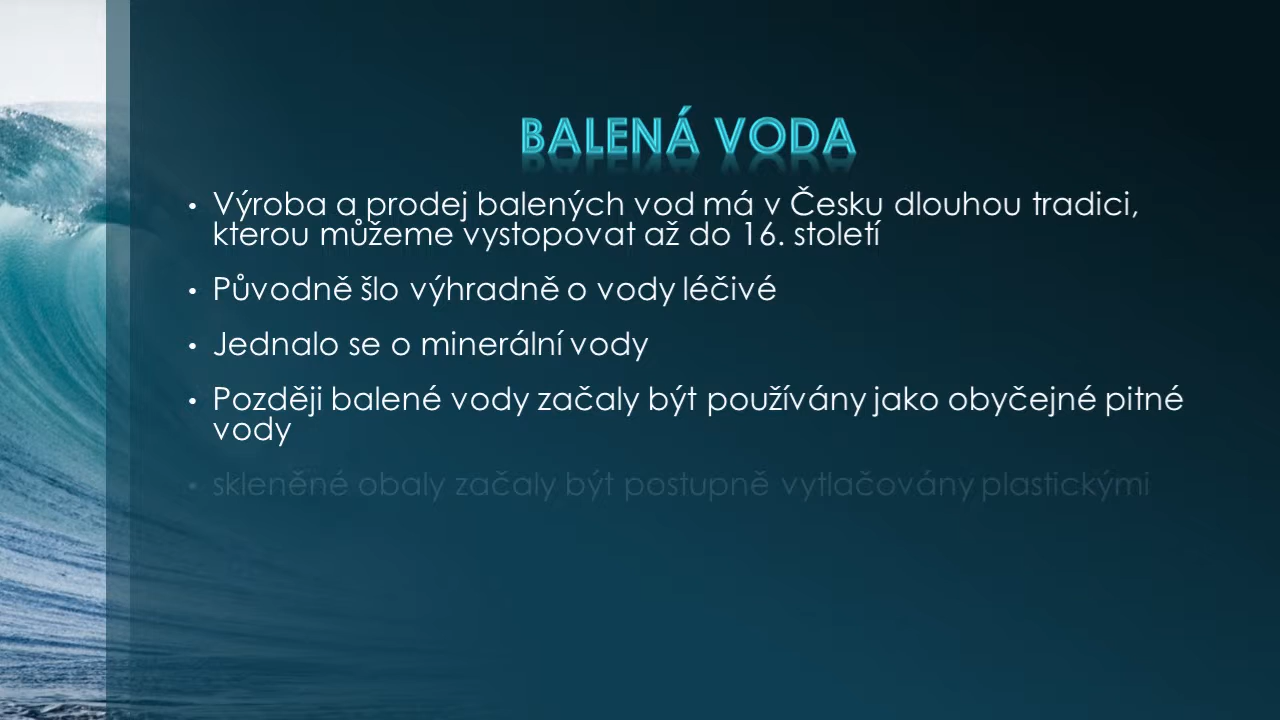 BALENÁ VODA
• Výroba a prodej balených vod má v Česku dlouhou tradici,
kterou můžeme vystopovat až do 16. století
• Původně šlo výhradně o vody léčivé
• Jednalo se o minerální vody
• Později balené vody začaly být používány jako obyčejné pitné
vody
• skleněné obaly začaly být postupně vytlačovány plastickými